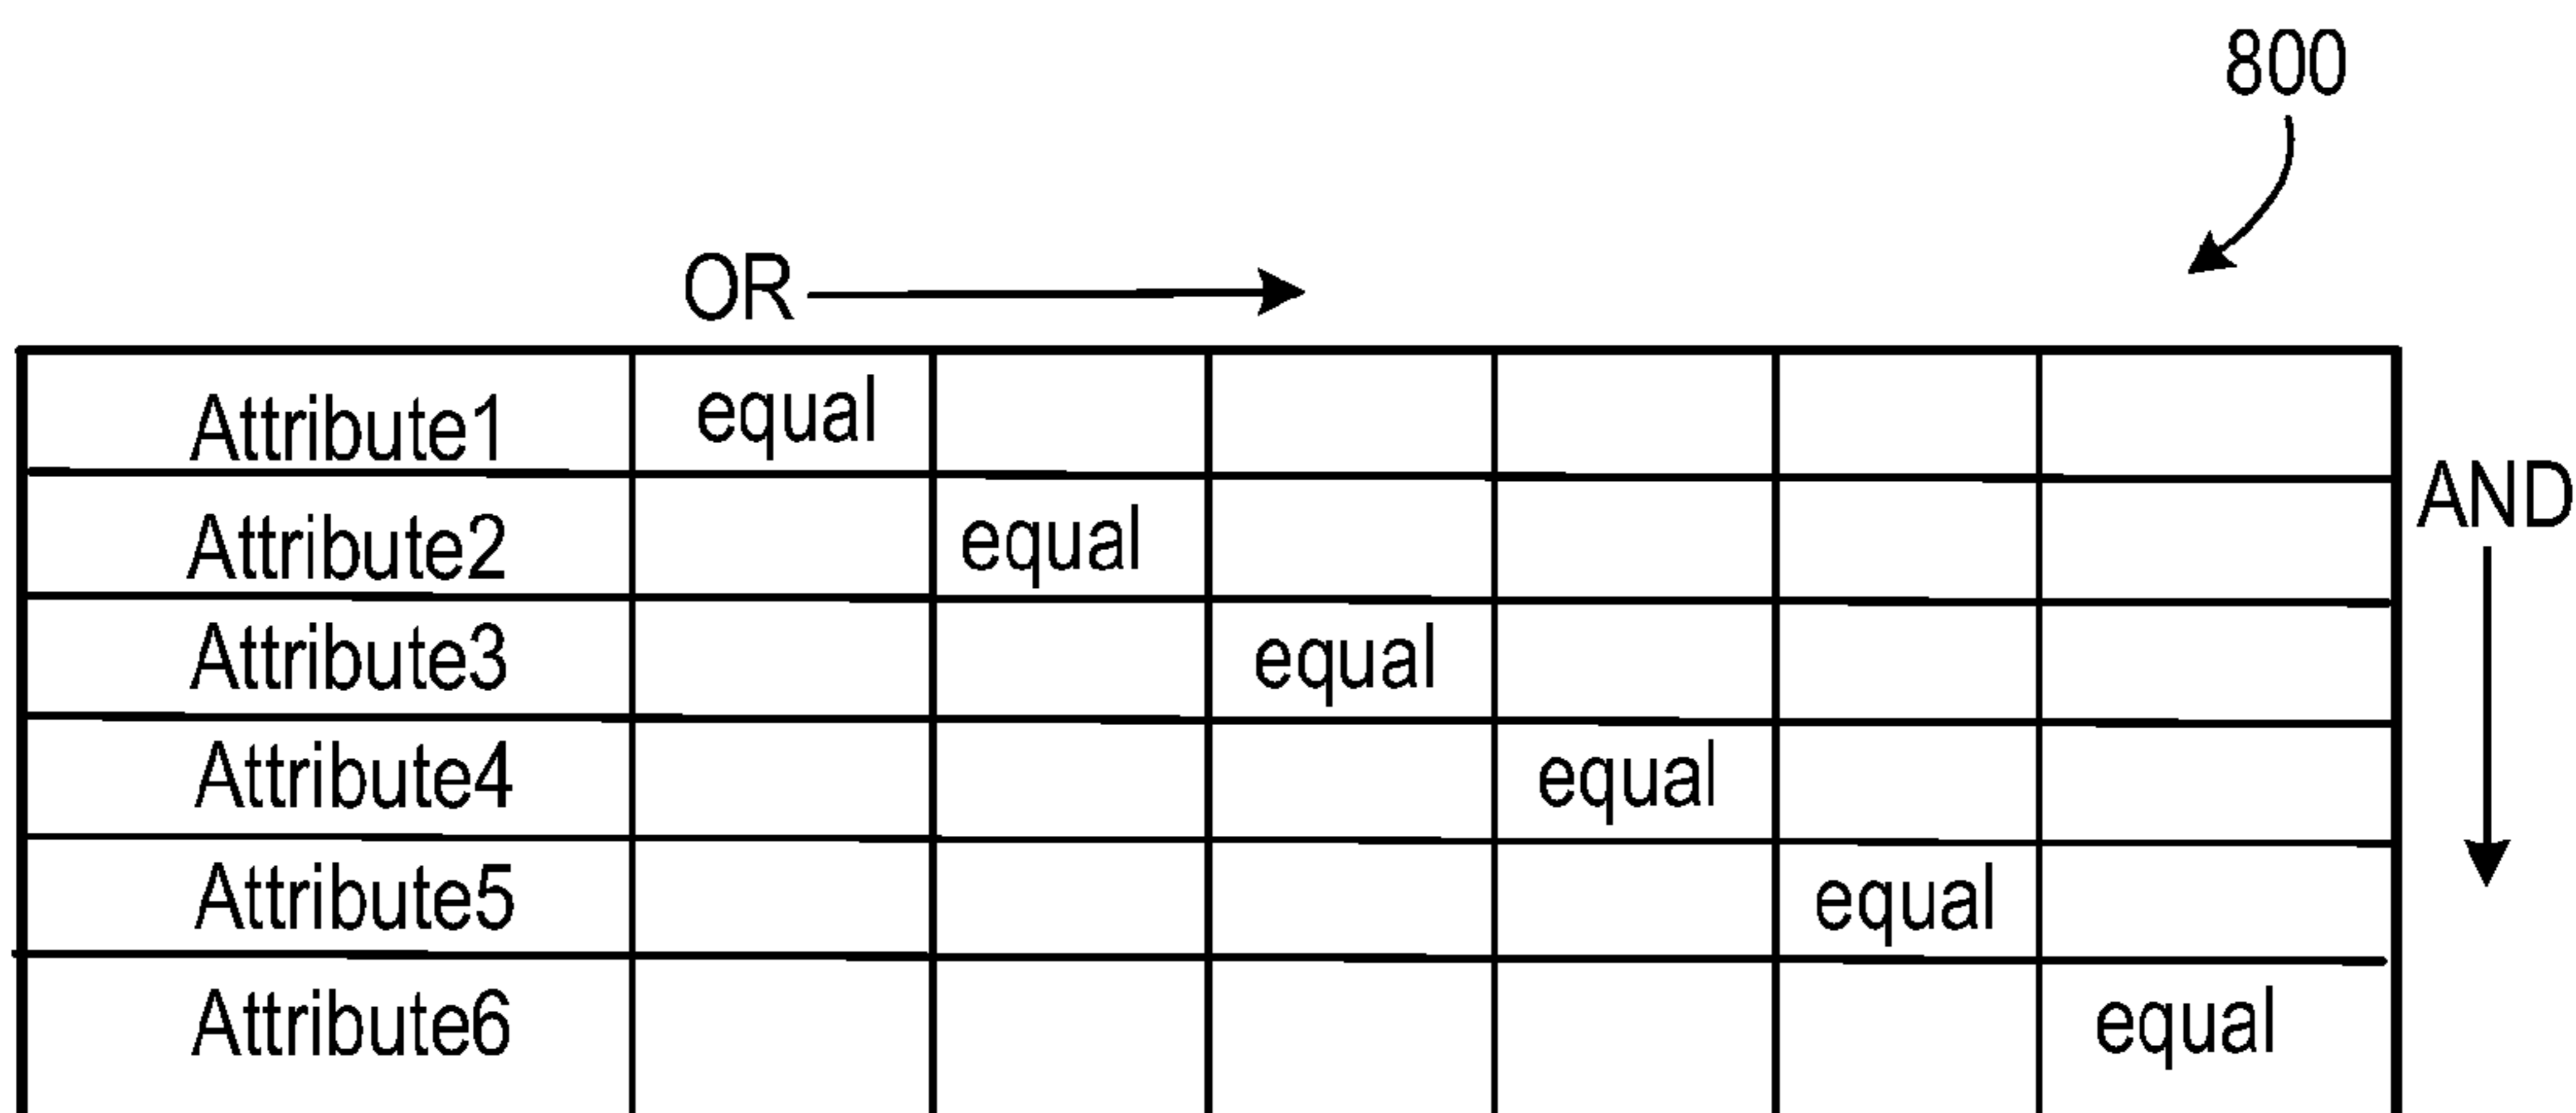 800
OR
Attribute1 equal
AND
Attribute2 equal
Attribute3 equal
Attribute4 equal
Attribute5 equal
Attribute6 equal